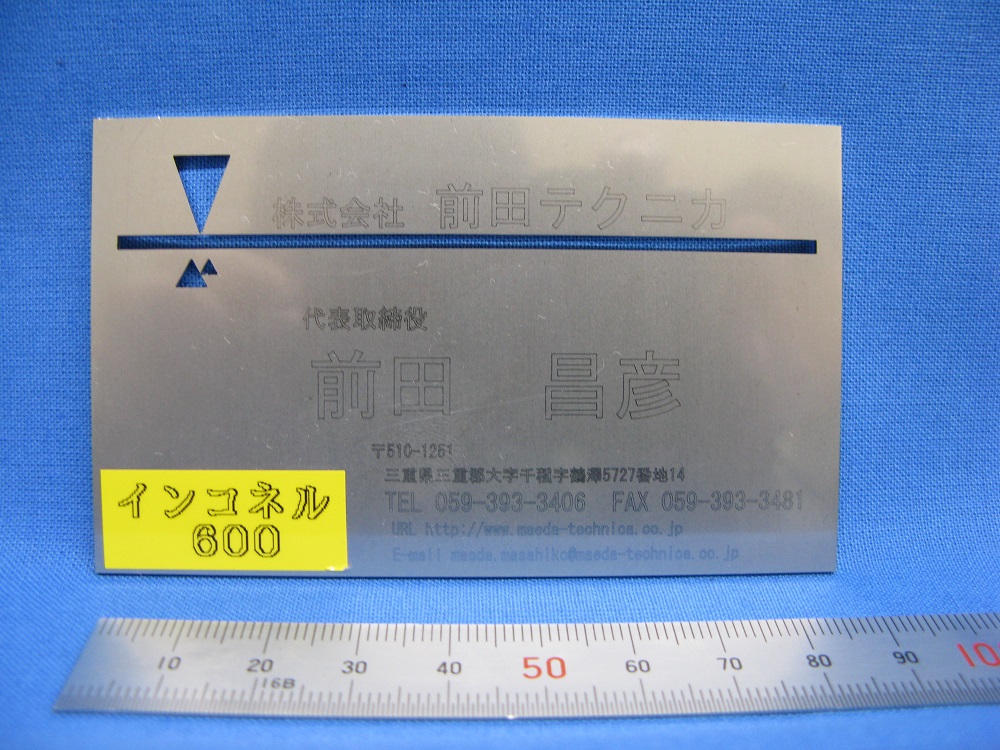 株式会社 前田テクニカ
代表取締役
前田 昌彦
〒510-1251
三重県三重郡大字千種字鶴澤5727番地14
TEL 059-393-3406 FAX 059-393-3481
URL http://www.maeda-technica.co.jp
E-mail maeda.masahiko@maeda-technica.co.jp
インコネル
600
10 20 30 40 50 60 70 80 90 10
116B